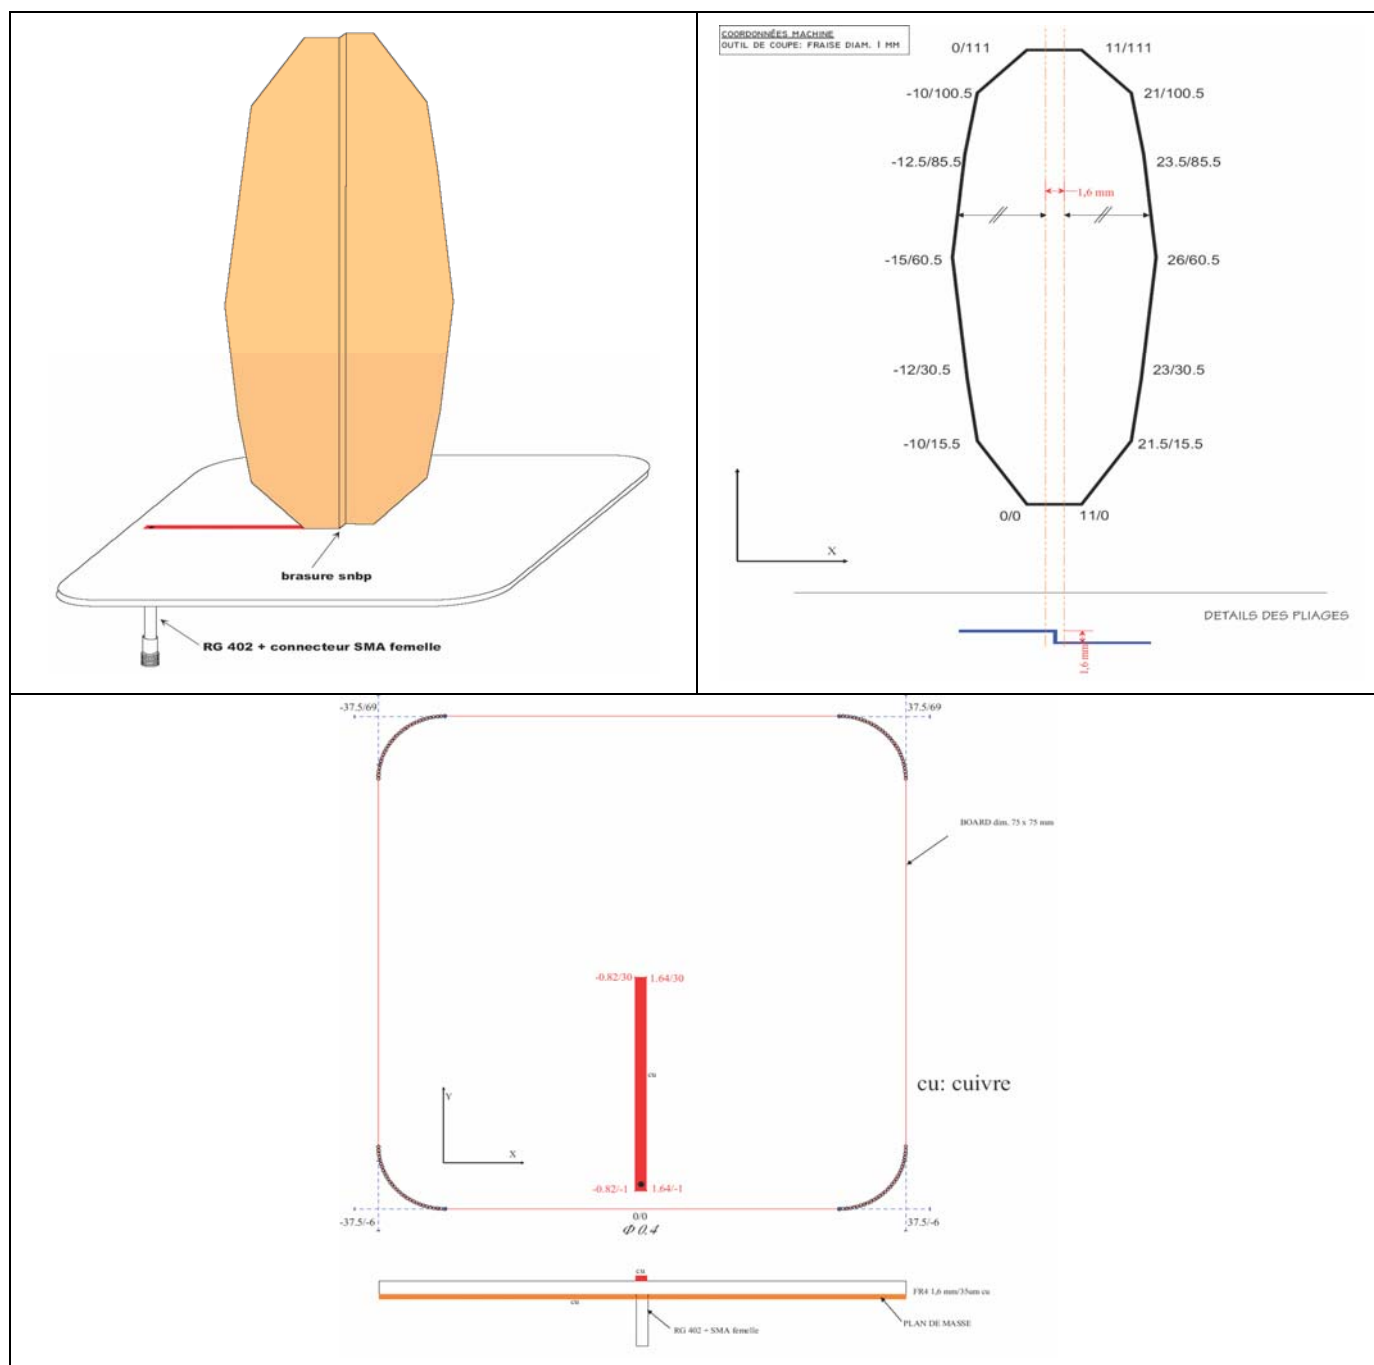 brasure snbp
RG 402 + connecteur SMA femelle
COORDONNÉES MACHINE
OUTIL DE COUPE: FRAISE DIAM. 1 MM
0/111
11/111
-10/100.5
21/100.5
-12.5/85.5
23.5/85.5
1,6 mm
-15/60.5
26/60.5
-12/30.5
23/30.5
-10/15.5
21.5/15.5
0/0
11/0
X
DETAILS DES PLIAGES
1,6 mm
-37.5/69
37.5/69
BOARD dim. 75 x 75 mm
-0.82/30
1.64/30
cu
cu: cuivre
Y
X
-0.82/-1
1.64/-1
-37.5/-6
0/0
37.5/-6
Φ 0,4
cu
FR4 1,6 mm/35um cu
cu
PLAN DE MASSE
RG 402 + SMA femelle